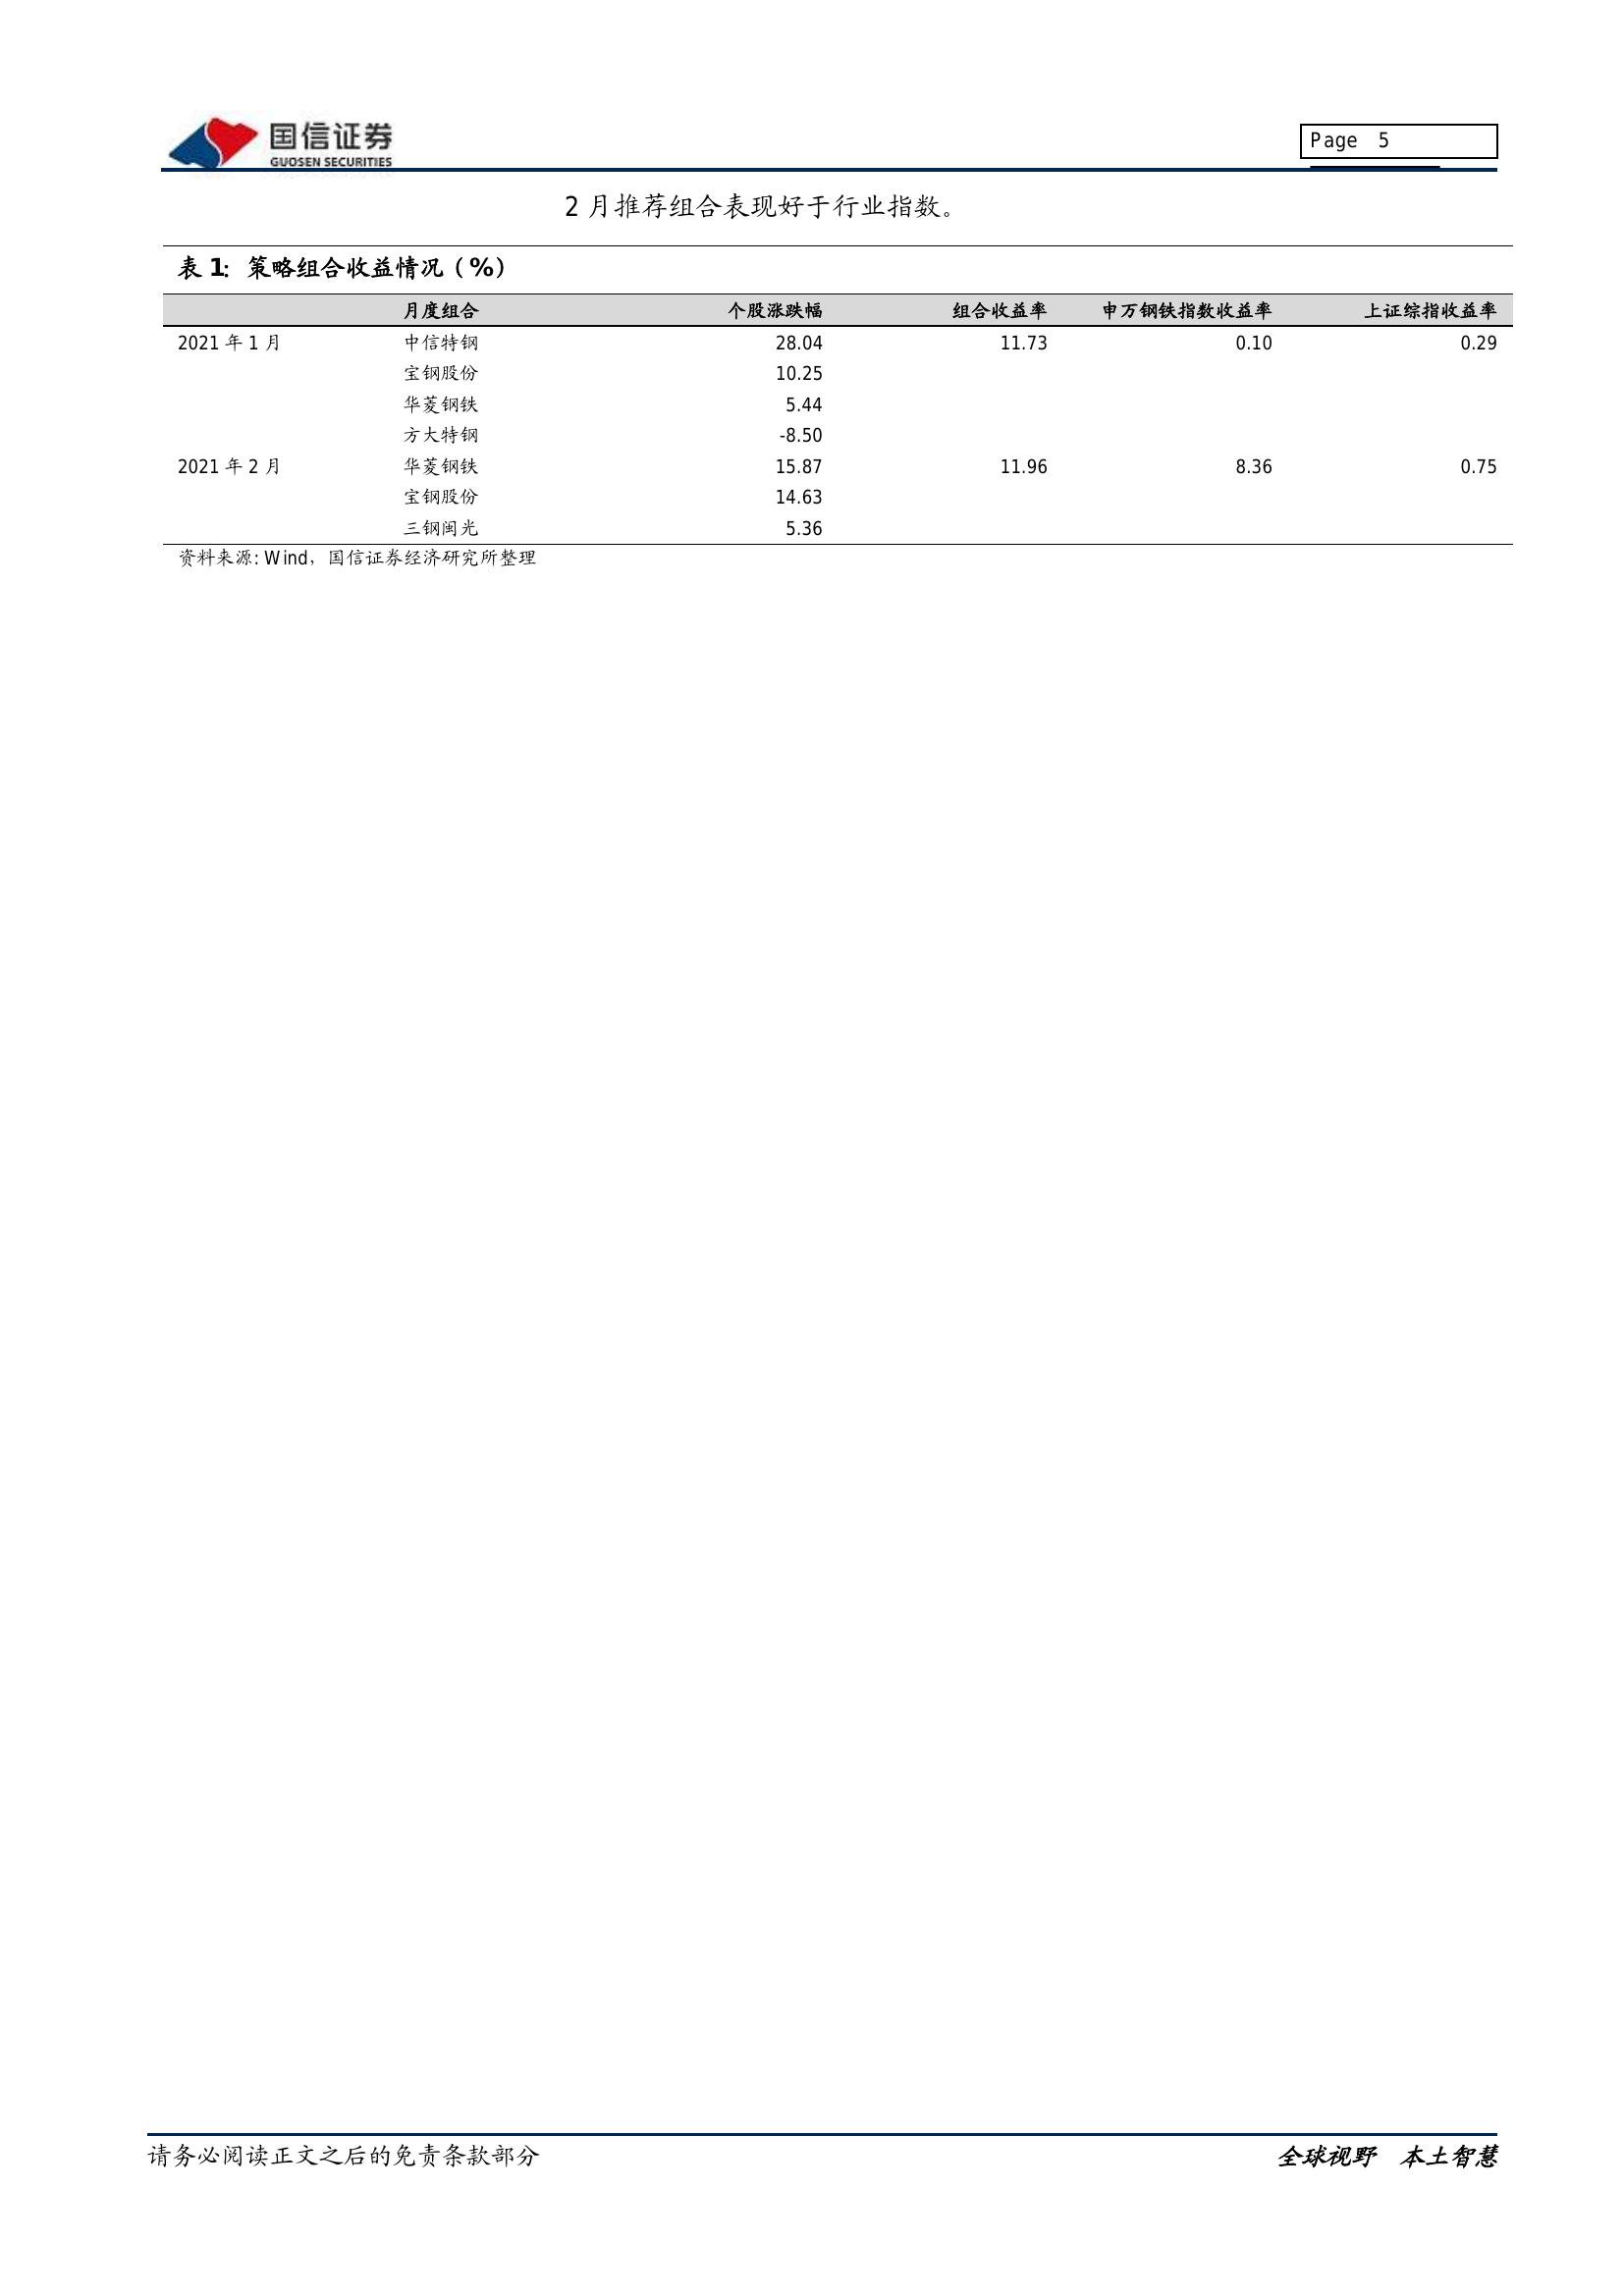 国信证券
GUOSEN SECURITIES
Page 5
2 月推荐组合表现好于行业指数。
表 1: 策略组合收益情况（%）
月度组合 个股涨跌幅 组合收益率 申万钢铁指数收益率 上证综指收益率
2021 年 1 月 中信特钢 28.04 11.73 0.10 0.29
宝钢股份 10.25
华菱钢铁 5.44
方大特钢 -8.50
2021 年 2 月 华菱钢铁 15.87 11.96 8.36 0.75
宝钢股份 14.63
三钢闽光 5.36
资料来源: Wind，国信证券经济研究所整理
请务必阅读正文之后的免责条款部分 全球视野 本土智慧